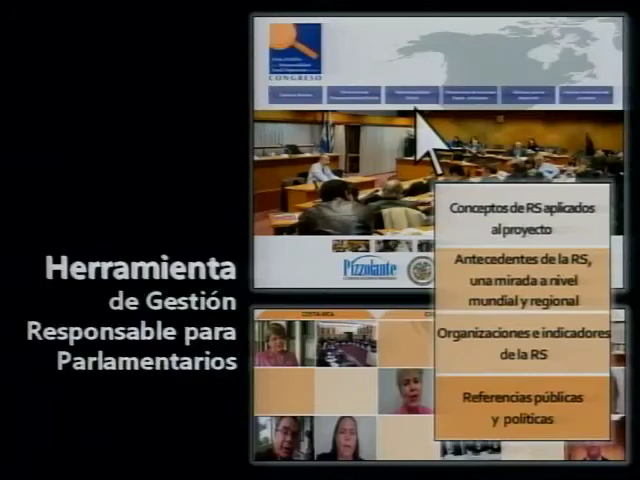 CONGRESO
Conceptos de RS aplicados
al proyecto
Antecedentes de la RS,
una mirada a nivel
mundial y regional
Organizaciones e indicadores
de la RS
Referencias públicas
y políticas
Pizzolante
Herramienta
de Gestión
Responsable para
Parlamentarios
COSTA RICA